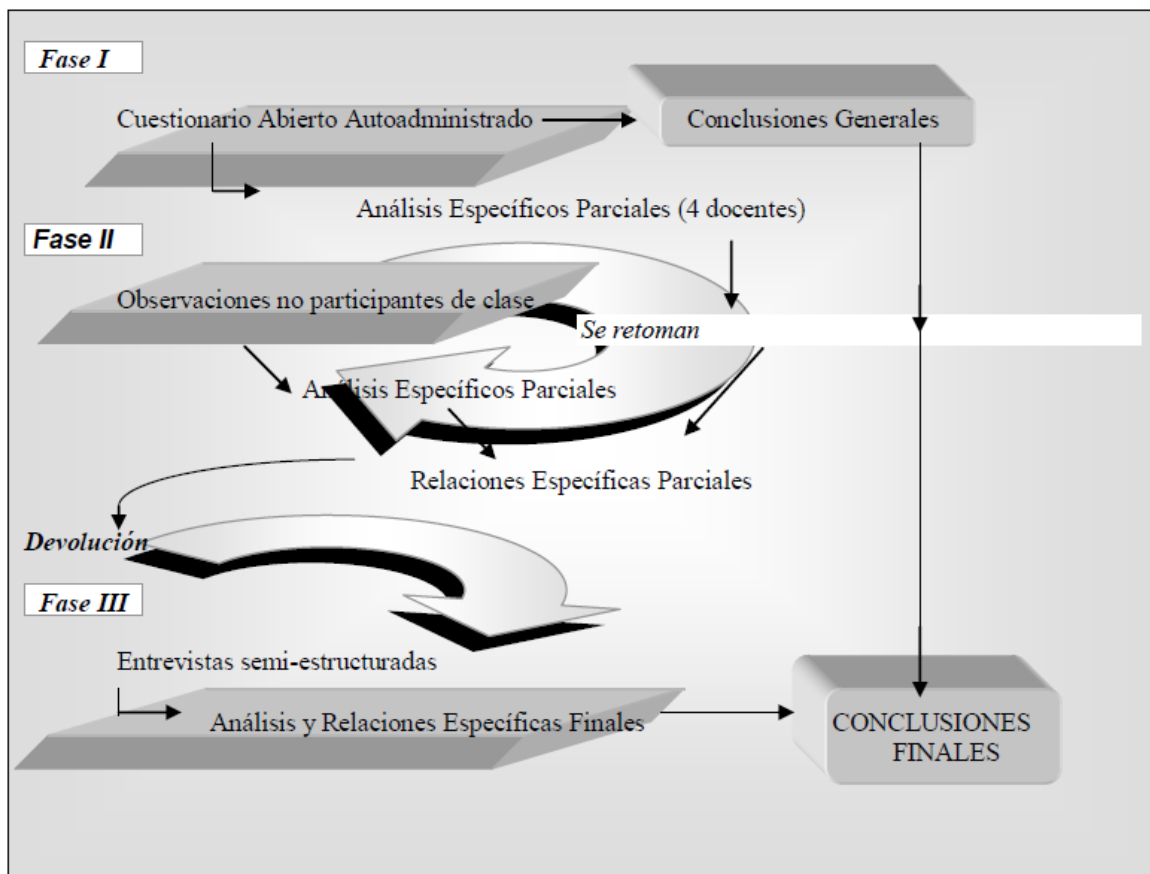 Fase I
Cuestionario Abierto Autoadministrado
Conclusiones Generales
Análisis Específicos Parciales (4 docentes)
Fase II
Observaciones no participantes de clase
Se retoman
Análisis Específicos Parciales
Relaciones Específicas Parciales
Devolución
Fase III
Entrevistas semi-estructuradas
Análisis y Relaciones Específicas Finales
CONCLUSIONES
FINALES